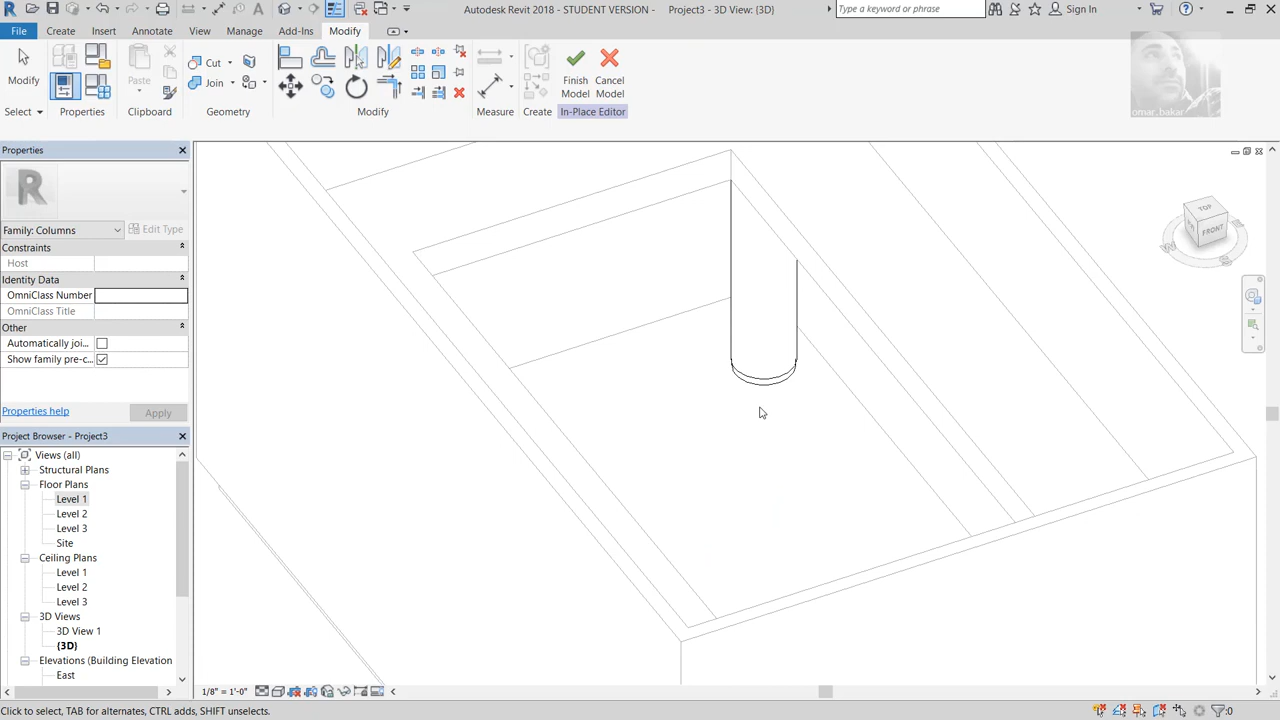 Autodesk Revit 2018 - STUDENT VERSION - Project3 - 3D View: {3D}
Type a keyword or phrase
Sign In
File Create Insert Annotate View Manage Add-Ins Modify
Modify
Paste
Cut
Join
Finish Model
Cancel Model
Select Properties Clipboard Geometry Modify Measure Create In-Place Editor
omar_bakar
Properties
Family: Columns
Edit Type
Constraints
Host
Identity Data
OmniClass Number
OmniClass Title
Other
Automatically joi...
Show family pre-c...
Properties help
Apply
Project Browser - Project3
Views (all)
Structural Plans
Floor Plans
Level 1
Level 2
Level 3
Site
Ceiling Plans
Level 1
Level 2
Level 3
3D Views
3D View 1
{3D}
Elevations (Building Elevation
East
TOP
FRONT
1/8" = 1'-0"
Click to select, TAB for alternates, CTRL adds, SHIFT unselects.
:0